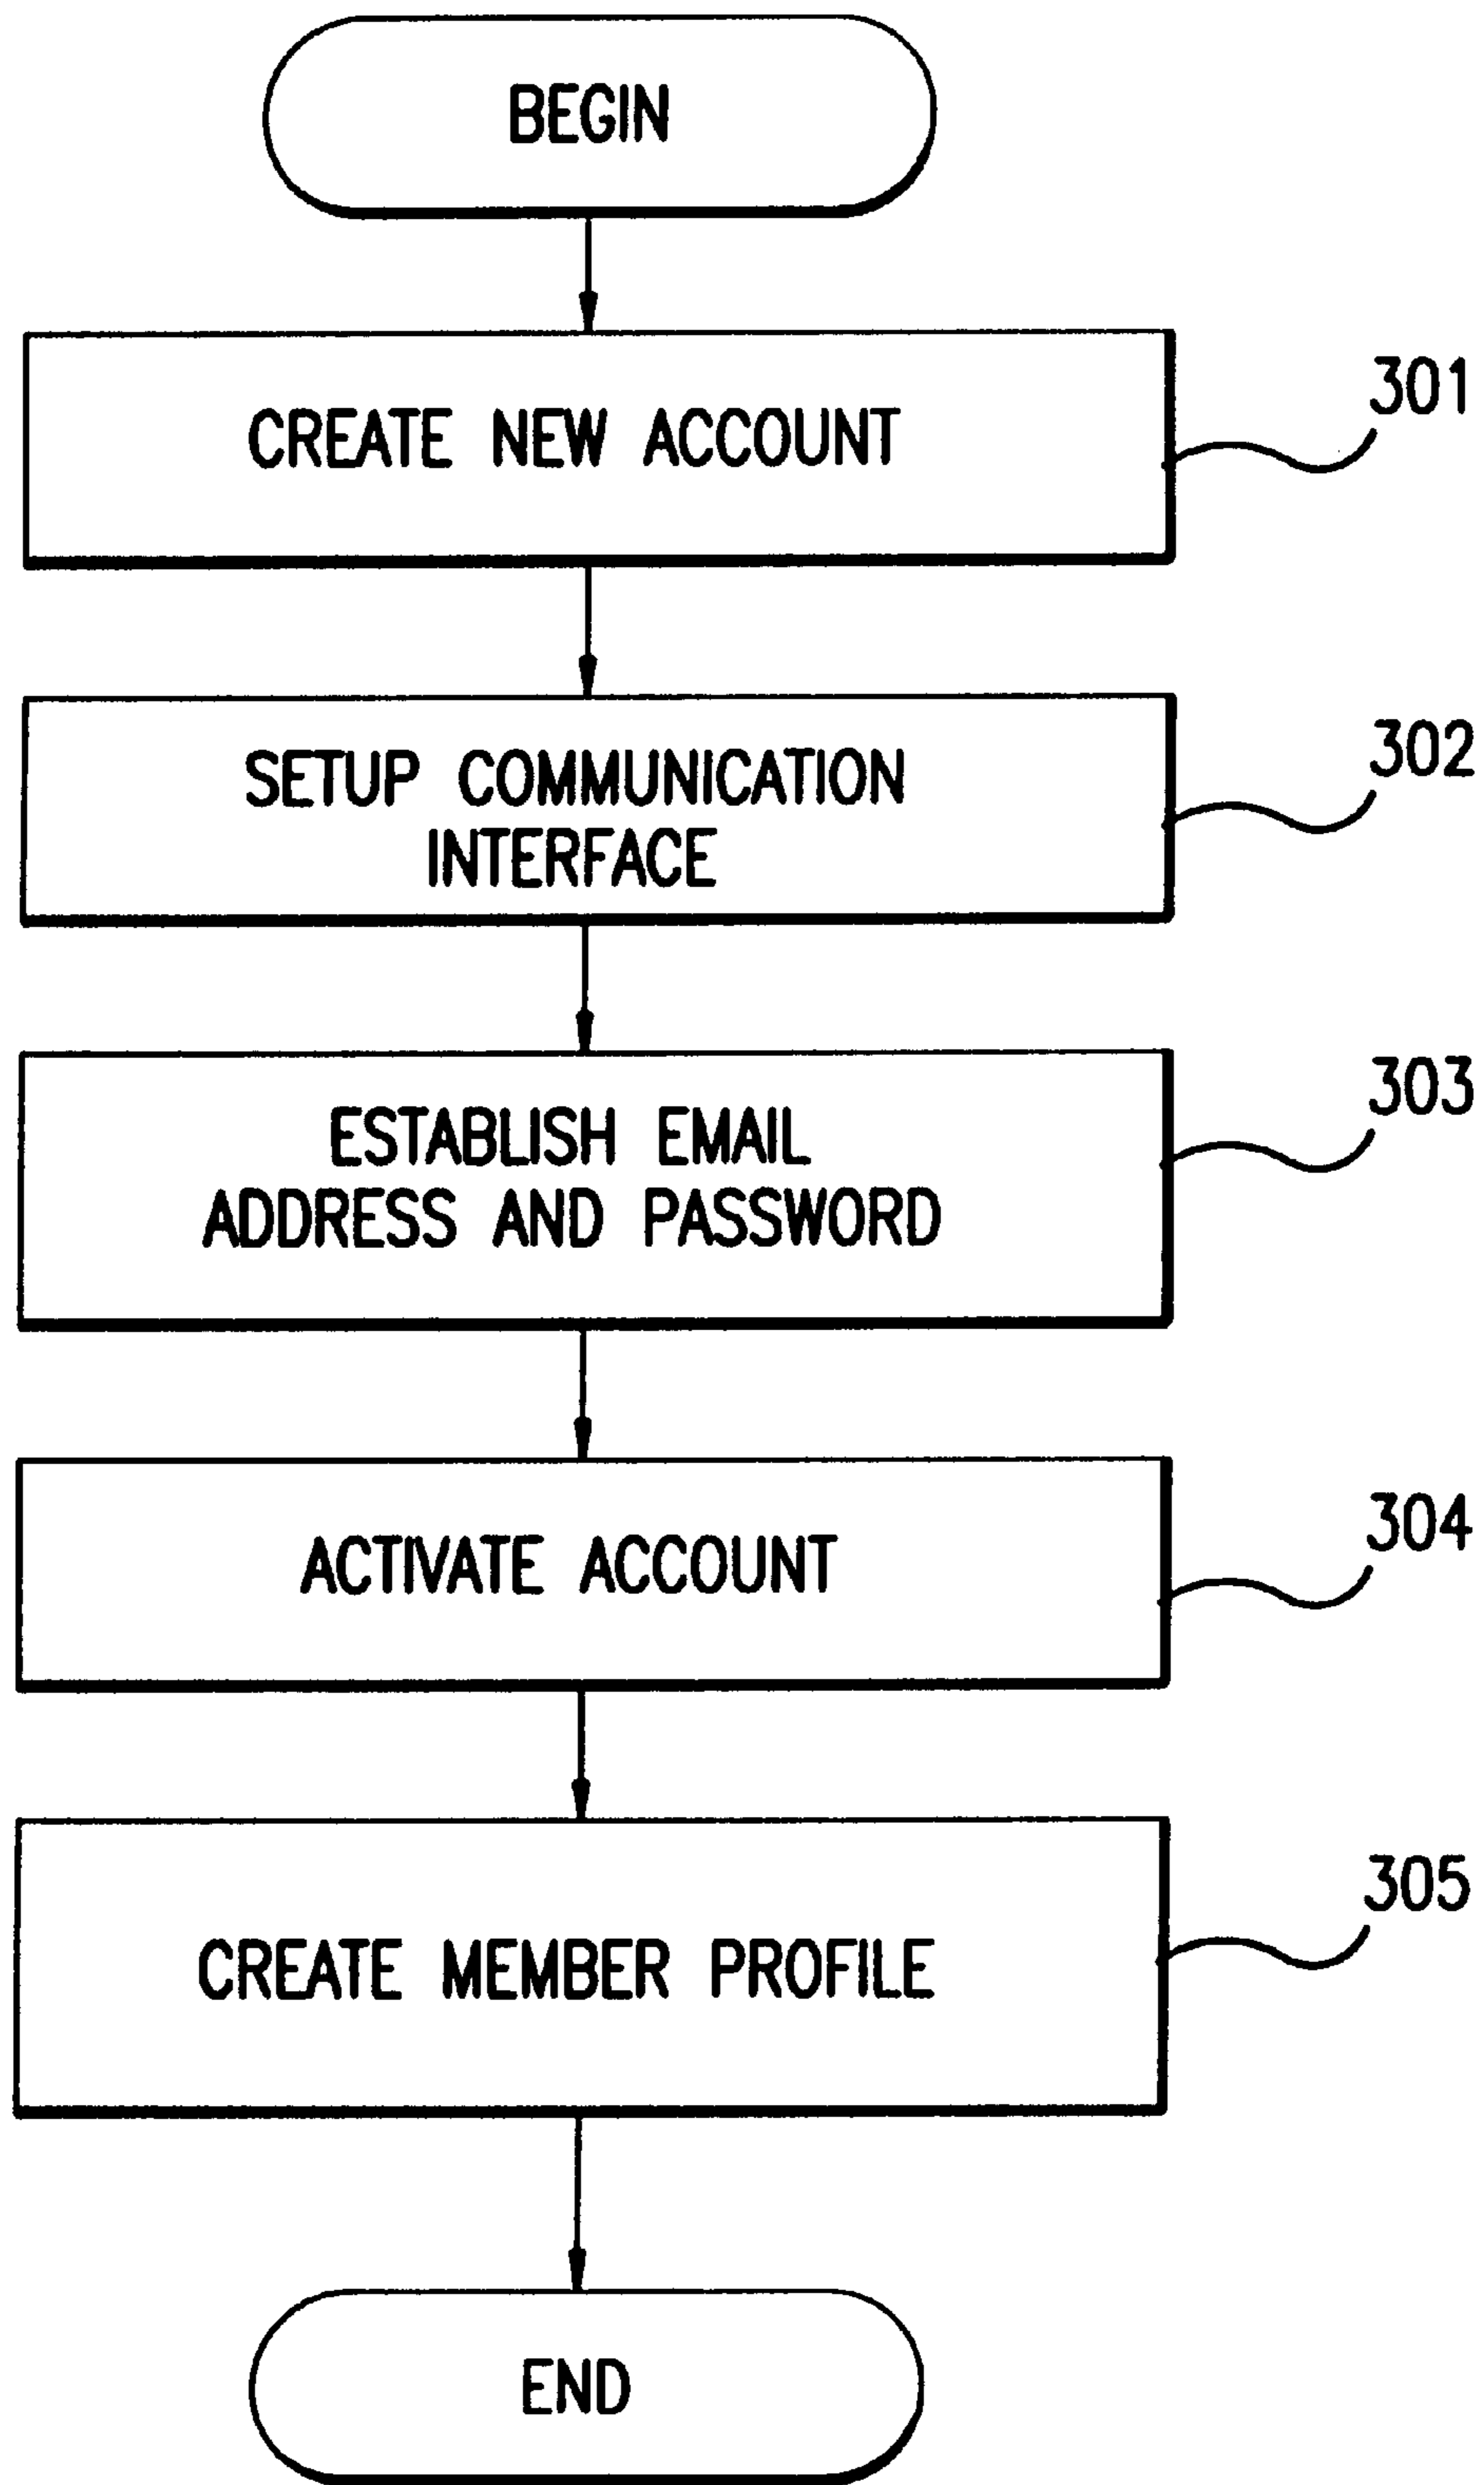 BEGIN
CREATE NEW ACCOUNT
301
SETUP COMMUNICATION
INTERFACE
302
ESTABLISH EMAIL
ADDRESS AND PASSWORD
303
ACTIVATE ACCOUNT
304
CREATE MEMBER PROFILE
305
END